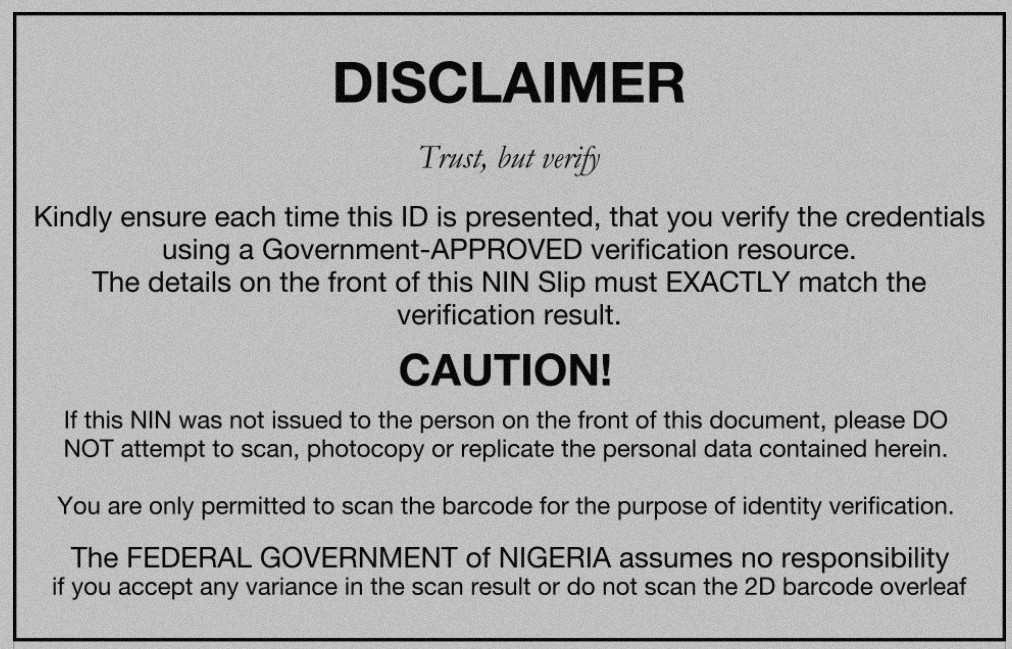 DISCLAIMER
Trust, but verify
Kindly ensure each time this ID is presented, that you verify the credentials
using a Government-APPROVED verification resource.
The details on the front of this NIN Slip must EXACTLY match the
verification result.
CAUTION!
If this NIN was not issued to the person on the front of this document, please DO
NOT attempt to scan, photocopy or replicate the personal data contained herein.
You are only permitted to scan the barcode for the purpose of identity verification.
The FEDERAL GOVERNMENT of NIGERIA assumes no responsibility
if you accept any variance in the scan result or do not scan the 2D barcode overleaf